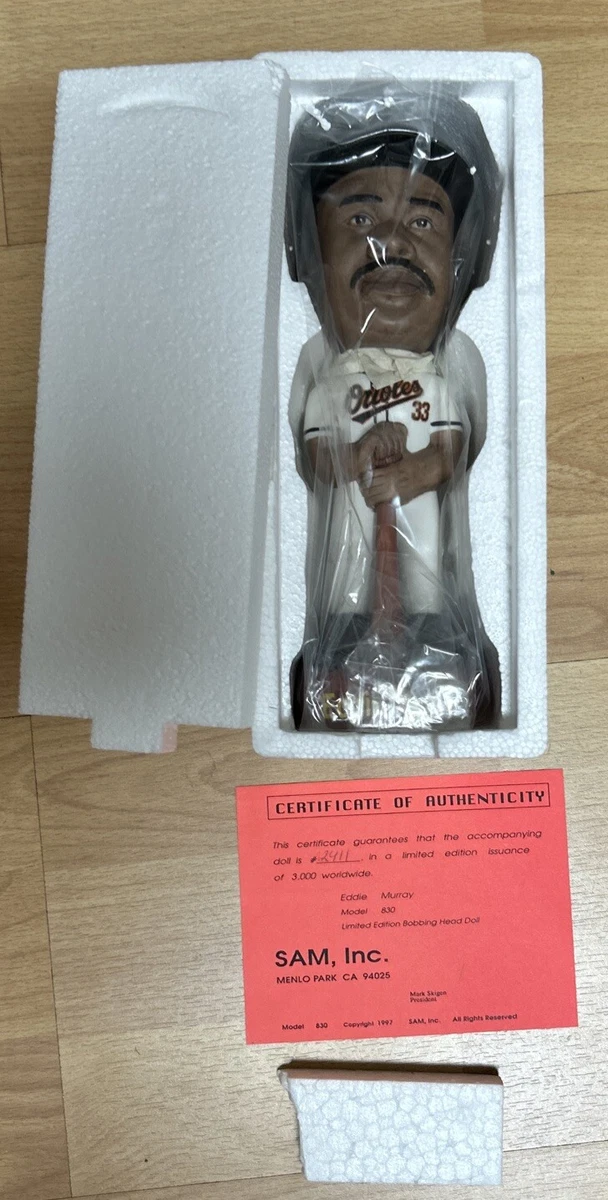 Orioles
33
CERTIFICATE OF AUTHENTICITY
This certificate guarantees that the accompanying
doll is #2411, in a limited edition issuance
of 3,000 worldwide.
Eddie Murray
Model 830
Limited Edition Bobbing Head Doll
SAM, Inc.
MENLO PARK CA 94025
Mark Skigen
President
Model 830 Copyright 1997 SAM, Inc. All Rights Reserved